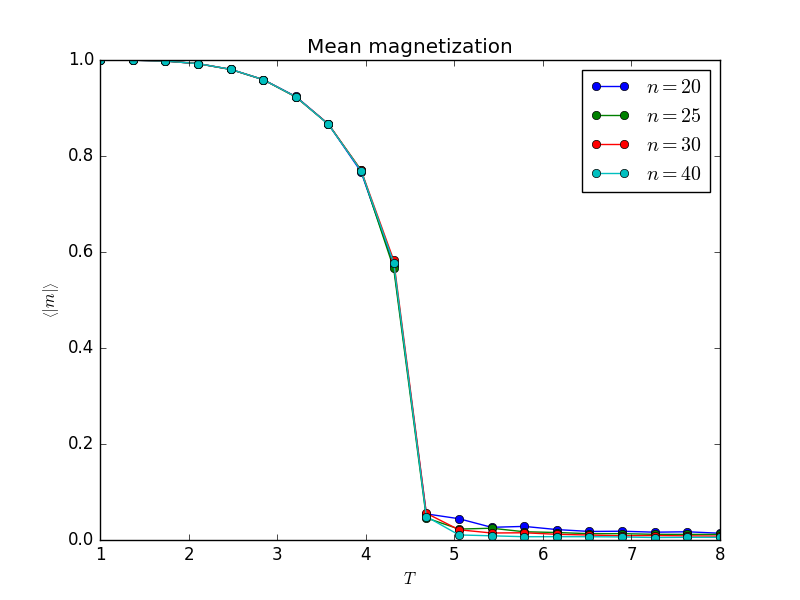 Mean magnetization
1.0
0.8
0.6
0.4
0.2
0.0
⟨|m|⟩
n = 20
n = 25
n = 30
n = 40
1 2 3 4 5 6 7 8
T